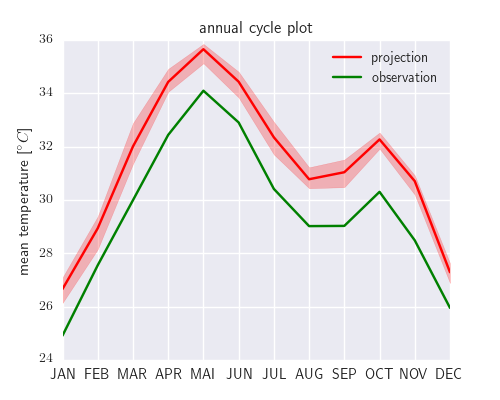 annual cycle plot
projection
observation
mean temperature [°C]
36
34
32
30
28
26
24
JAN FEB MAR APR MAI JUN JUL AUG SEP OCT NOV DEC